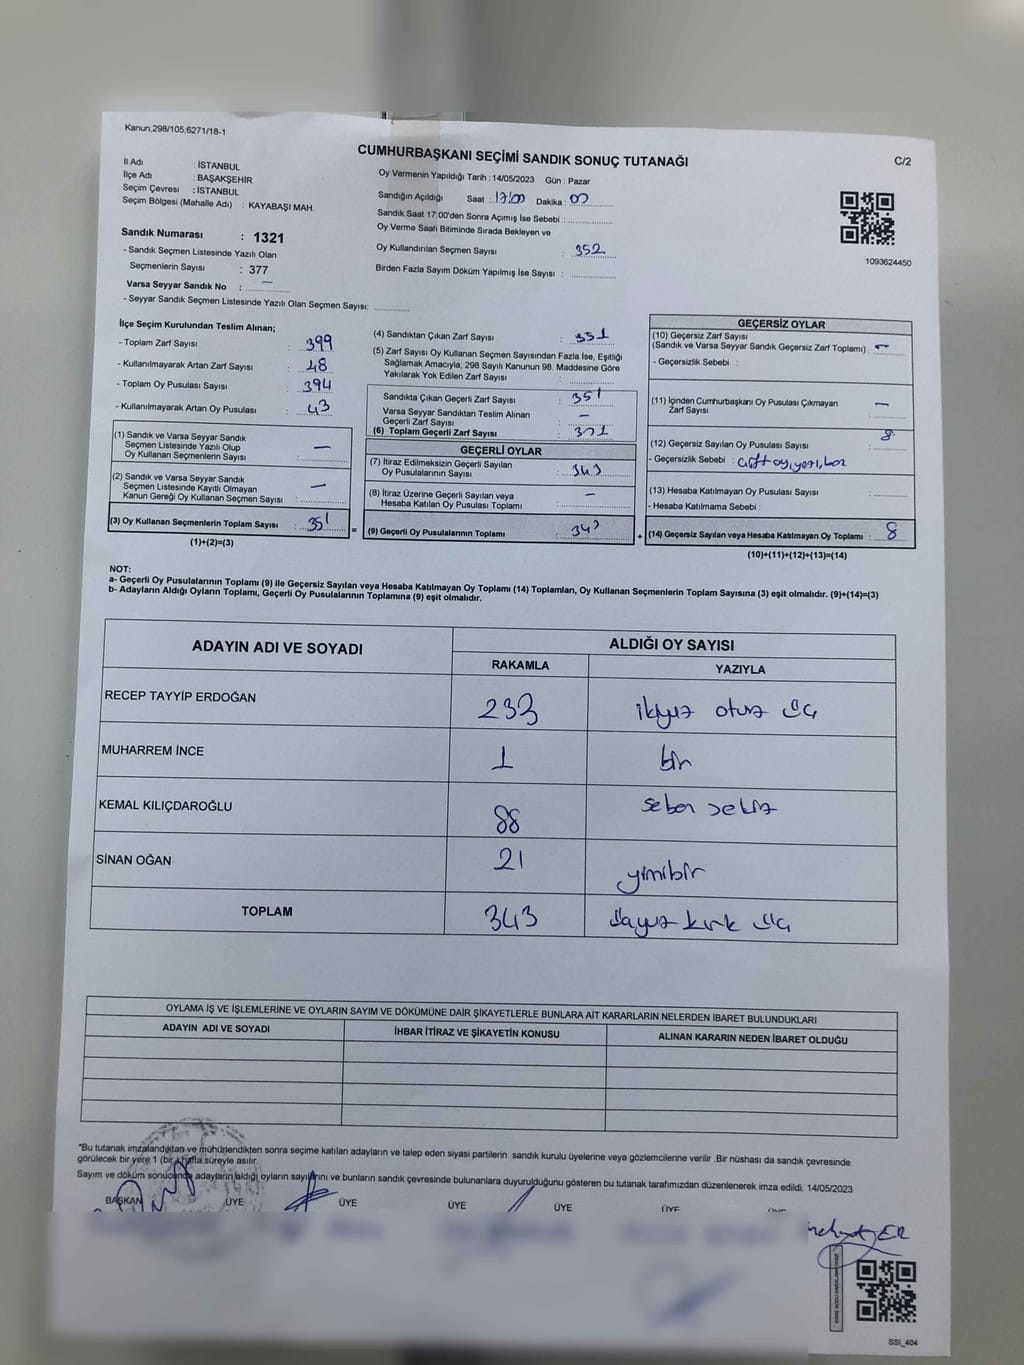 Kanun,298/105,6271/18-1
CUMHURBAŞKANI SEÇİMİ SANDIK SONUÇ TUTANAĞI
C/2
İl Adı : İSTANBUL
İlçe Adı : BAŞAKŞEHİR
Seçim Çevresi : İSTANBUL
Seçim Bölgesi (Mahalle Adı) : KAYABAŞI MAH.
Oy Vermenin Yapıldığı Tarih : 14/05/2023 Gün : Pazar
Sandığın Açıldığı Saat : 17:00 Dakika : 00
Sandık Saat 17:00'den Sonra Açımış İse Sebebi :
Oy Verme Saati Bitiminde Sırada Bekleyen ve
Oy Kullandırılan Seçmen Sayısı : 352
Birden Fazla Sayım Döküm Yapılmış İse Sayısı :
1093624450
Sandık Numarası : 1321
- Sandık Seçmen Listesinde Yazılı Olan
Seçmenlerin Sayısı : 377
Varsa Seyyar Sandık No : —
- Seyyar Sandık Seçmen Listesinde Yazılı Olan Seçmen Sayısı:
İlçe Seçim Kurulundan Teslim Alınan;
- Toplam Zarf Sayısı : 399
- Kullanılmayarak Artan Zarf Sayısı : 48
- Toplam Oy Pusulası Sayısı : 394
- Kullanılmayarak Artan Oy Pusulası : 43
(1) Sandık ve Varsa Seyyar Sandık
Seçmen Listesinde Yazılı Olup
Oy Kullanan Seçmenlerin Sayısı : —
(2) Sandık ve Varsa Seyyar Sandık
Seçmen Listesinde Kayıtlı Olmayan
Kanun Gereği Oy Kullanan Seçmen Sayısı : —
(3) Oy Kullanan Seçmenlerin Toplam Sayısı : 351
(1)+(2)=(3)
(4) Sandıktan Çıkan Zarf Sayısı : 351
(5) Zarf Sayısı Oy Kullanan Seçmen Sayısından Fazla İse, Eşitliği
Sağlamak Amacıyla, 298 Sayılı Kanunun 98. Maddesine Göre
Yakılarak Yok Edilen Zarf Sayısı :
Sandıkta Çıkan Geçerli Zarf Sayısı : 351
Varsa Seyyar Sandıktan Teslim Alınan
Geçerli Zarf Sayısı : —
(6) Toplam Geçerli Zarf Sayısı : 351
GEÇERLİ OYLAR
(7) İtiraz Edilmeksizin Geçerli Sayılan
Oy Pusulalarının Sayısı : 343
(8) İtiraz Üzerine Geçerli Sayılan veya
Hesaba Katılan Oy Pusulası Toplamı : —
= (9) Geçerli Oy Pusulalarının Toplamı : 343
GEÇERSİZ OYLAR
(10) Geçersiz Zarf Sayısı
(Sandık ve Varsa Seyyar Sandık Geçersiz Zarf Toplamı) : —
- Geçersizlik Sebebi :
(11) İçinden Cumhurbaşkanı Oy Pusulası Çıkmayan
Zarf Sayısı : —
(12) Geçersiz Sayılan Oy Pusulası Sayısı : 8
- Geçersizlik Sebebi : çift oy, yazı, boz
(13) Hesaba Katılmayan Oy Pusulası Sayısı :
- Hesaba Katılmama Sebebi :
+ (14) Geçersiz Sayılan veya Hesaba Katılmayan Oy Toplamı : 8
(10)+(11)+(12)+(13)=(14)
NOT:
a- Geçerli Oy Pusulalarının Toplamı (9) ile Geçersiz Sayılan veya Hesaba Katılmayan Oy Toplamı (14) Toplamları, Oy Kullanan Seçmenlerin Toplam Sayısına (3) eşit olmalıdır. (9)+(14)=(3)
b- Adayların Aldığı Oyların Toplamı, Geçerli Oy Pusulalarının Toplamına (9) eşit olmalıdır.
ADAYIN ADI VE SOYADI
ALDIĞI OY SAYISI
RAKAMLA YAZIYLA
RECEP TAYYİP ERDOĞAN 233 ikiyüz otuz üç
MUHARREM İNCE 1 bir
KEMAL KILIÇDAROĞLU 88 seksen sekiz
SİNAN OĞAN 21 yirmibir
TOPLAM 343 üçyüz kırk üç
OYLAMA İŞ VE İŞLEMLERİNE VE OYLARIN SAYIM VE DÖKÜMÜNE DAİR ŞİKAYETLERLE BUNLARA AİT KARARLARIN NELERDEN İBARET BULUNDUKLARI
ADAYIN ADI VE SOYADI İHBAR İTİRAZ VE ŞİKAYETİN KONUSU ALINAN KARARIN NEDEN İBARET OLDUĞU
*Bu tutanak imzalandıktan ve mühürlendikten sonra seçime katılan adayların ve talep eden siyasi partilerin sandık kurulu üyelerine veya gözlemcilerine verilir .Bir nüshası da sandık çevresinde
görülecek bir yere 1 (bir) hafta süreyle asılır.
Sayım ve döküm sonucunda adayların aldığı oyların sayılarını ve bunların sandık çevresinde bulunanlara duyurulduğunu gösteren bu tutanak tarafımızdan düzenlenerek imza edildi. 14/05/2023
BAŞKAN ÜYE ÜYE ÜYE ÜYE ÜYE
SSI_404